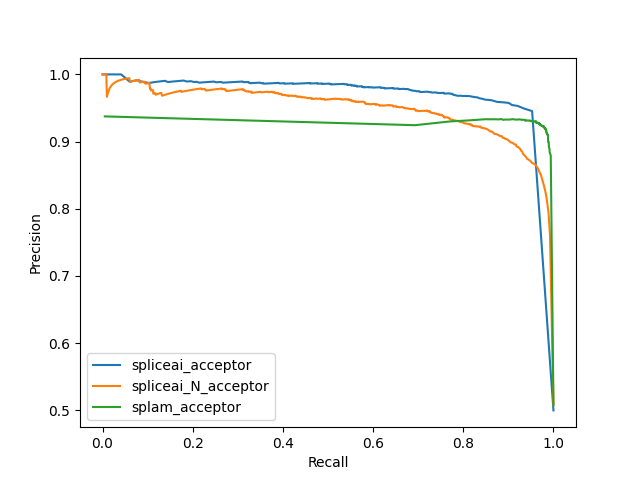 1.0
0.9
0.8
0.7
0.6
0.5
Precision
spliceai_acceptor
spliceai_N_acceptor
splam_acceptor
0.0 0.2 0.4 0.6 0.8 1.0
Recall